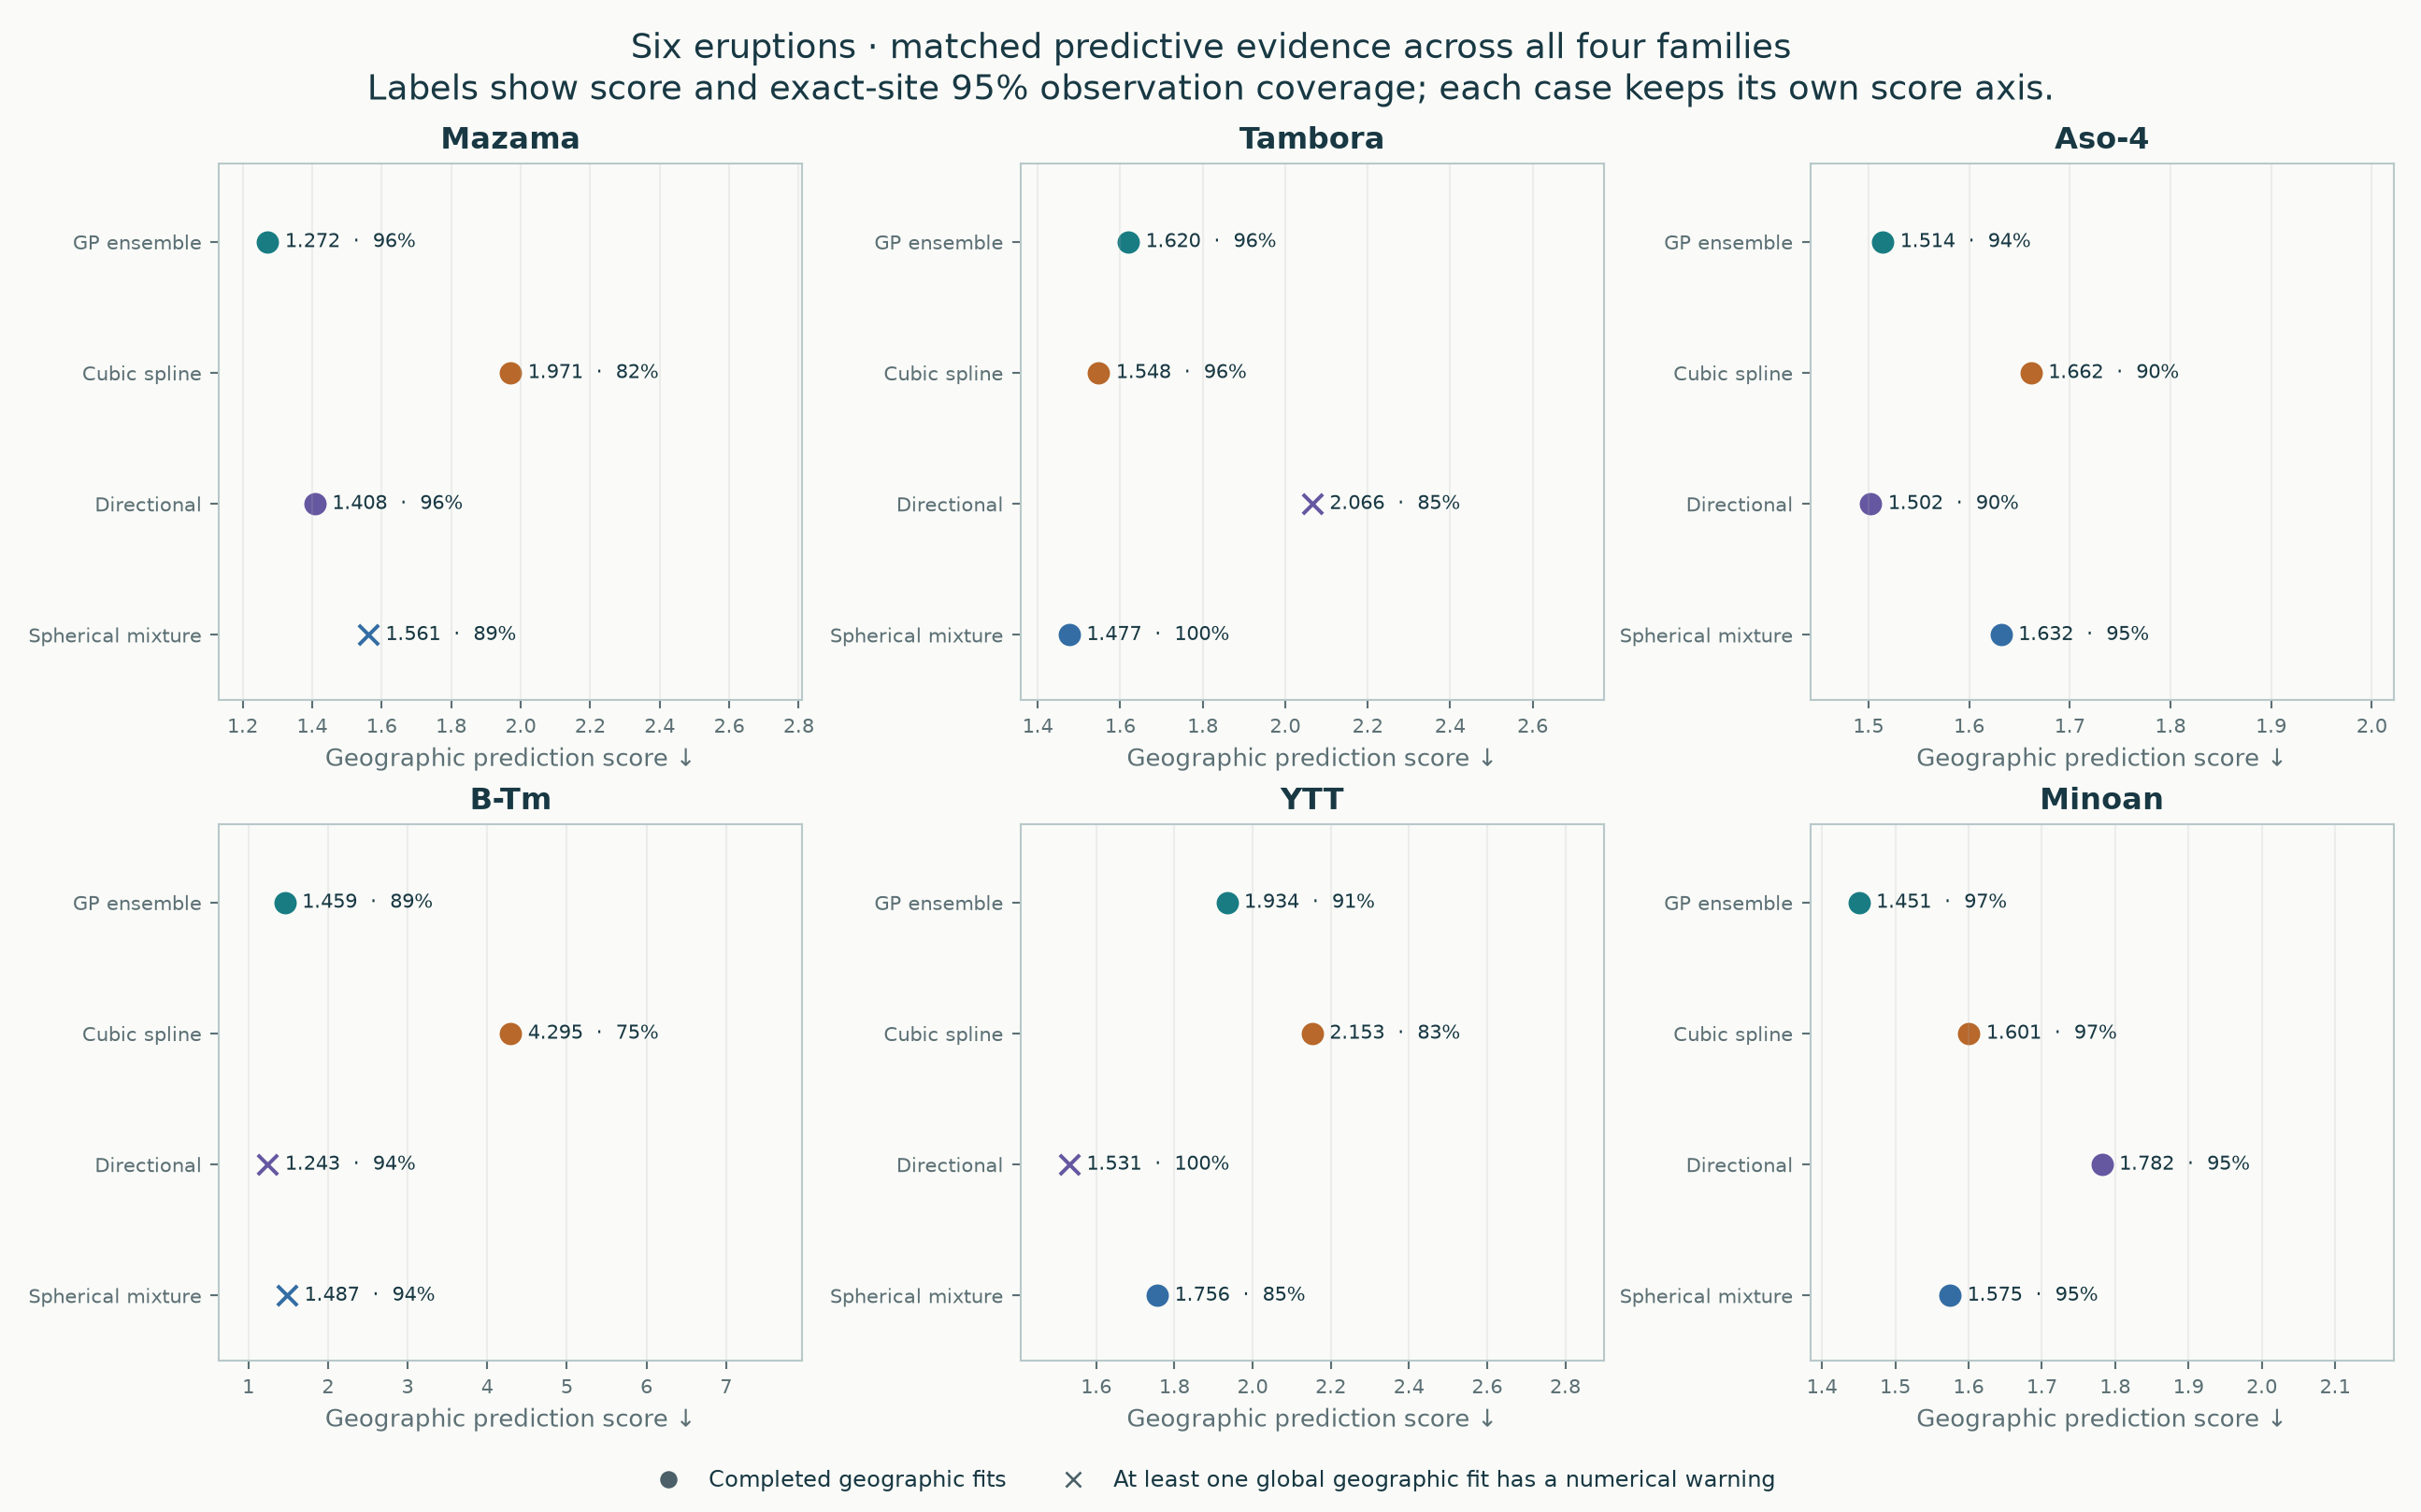 Six eruptions · matched predictive evidence across all four families
Labels show score and exact-site 95% observation coverage; each case keeps its own score axis.
Mazama
GP ensemble
1.272 · 96%
Cubic spline
1.971 · 82%
Directional
1.408 · 96%
Spherical mixture
1.561 · 89%
1.2 1.4 1.6 1.8 2.0 2.2 2.4 2.6 2.8
Geographic prediction score ↓
Tambora
GP ensemble
1.620 · 96%
Cubic spline
1.548 · 96%
Directional
2.066 · 85%
Spherical mixture
1.477 · 100%
1.4 1.6 1.8 2.0 2.2 2.4 2.6
Geographic prediction score ↓
Aso-4
GP ensemble
1.514 · 94%
Cubic spline
1.662 · 90%
Directional
1.502 · 90%
Spherical mixture
1.632 · 95%
1.5 1.6 1.7 1.8 1.9 2.0
Geographic prediction score ↓
B-Tm
GP ensemble
1.459 · 89%
Cubic spline
4.295 · 75%
Directional
1.243 · 94%
Spherical mixture
1.487 · 94%
1 2 3 4 5 6 7
Geographic prediction score ↓
YTT
GP ensemble
1.934 · 91%
Cubic spline
2.153 · 83%
Directional
1.531 · 100%
Spherical mixture
1.756 · 85%
1.6 1.8 2.0 2.2 2.4 2.6 2.8
Geographic prediction score ↓
Minoan
GP ensemble
1.451 · 97%
Cubic spline
1.601 · 97%
Directional
1.782 · 95%
Spherical mixture
1.575 · 95%
1.4 1.5 1.6 1.7 1.8 1.9 2.0 2.1
Geographic prediction score ↓
Completed geographic fits
At least one global geographic fit has a numerical warning